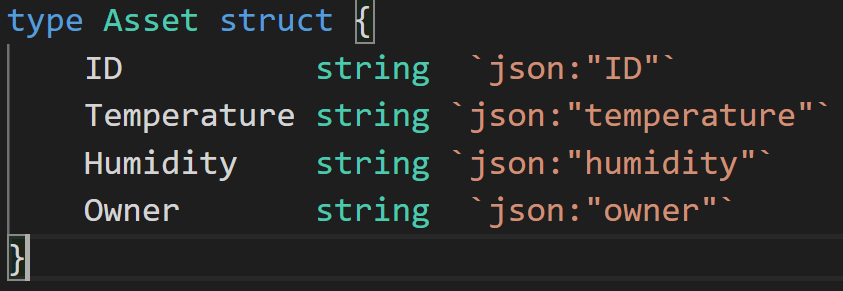 type Asset struct {
    ID          string  `json:"ID"`
    Temperature string `json:"temperature"`
    Humidity    string `json:"humidity"`
    Owner       string  `json:"owner"`
}